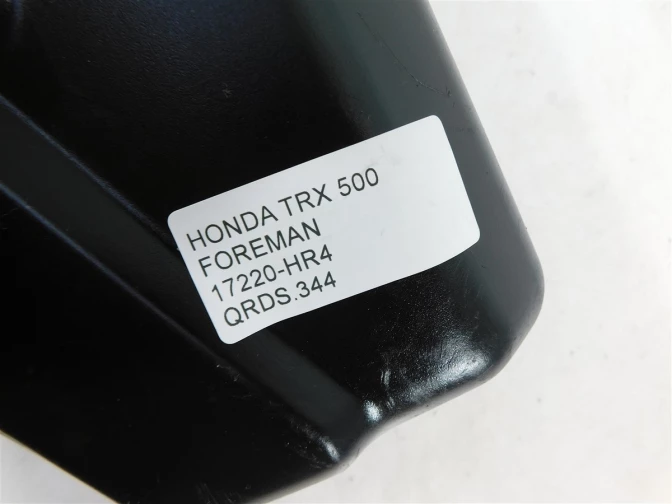 HONDA TRX 500
FOREMAN
17220-HR4
QRDS.344